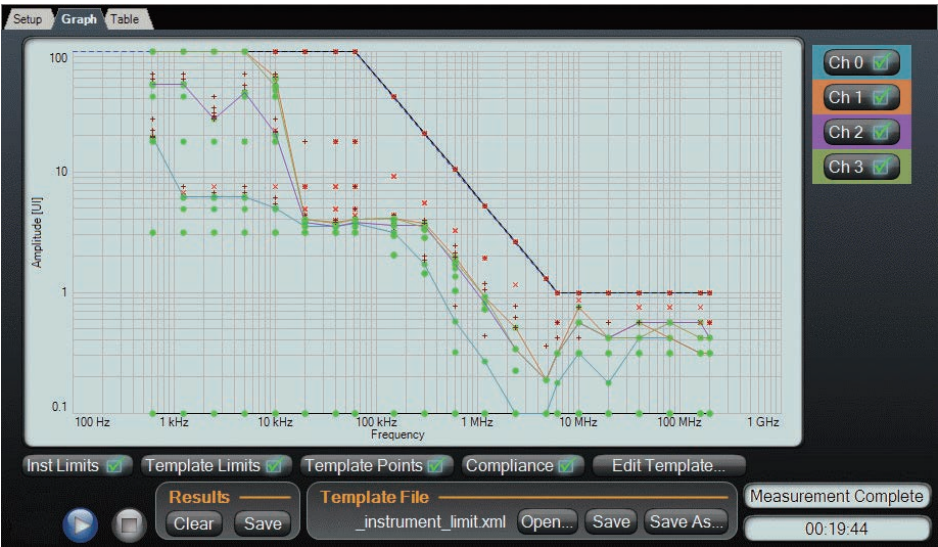 Setup Graph Table
100
10
1
0.1
Amplitude [UI]
100 Hz 1 kHz 10 kHz 100 kHz 1 MHz 10 MHz 100 MHz 1 GHz
Frequency
Ch 0
Ch 1
Ch 2
Ch 3
Inst Limits Template Limits Template Points Compliance Edit Template...
Results Template File
Clear Save _instrument_limit.xml Open... Save Save As...
Measurement Complete
00:19:44